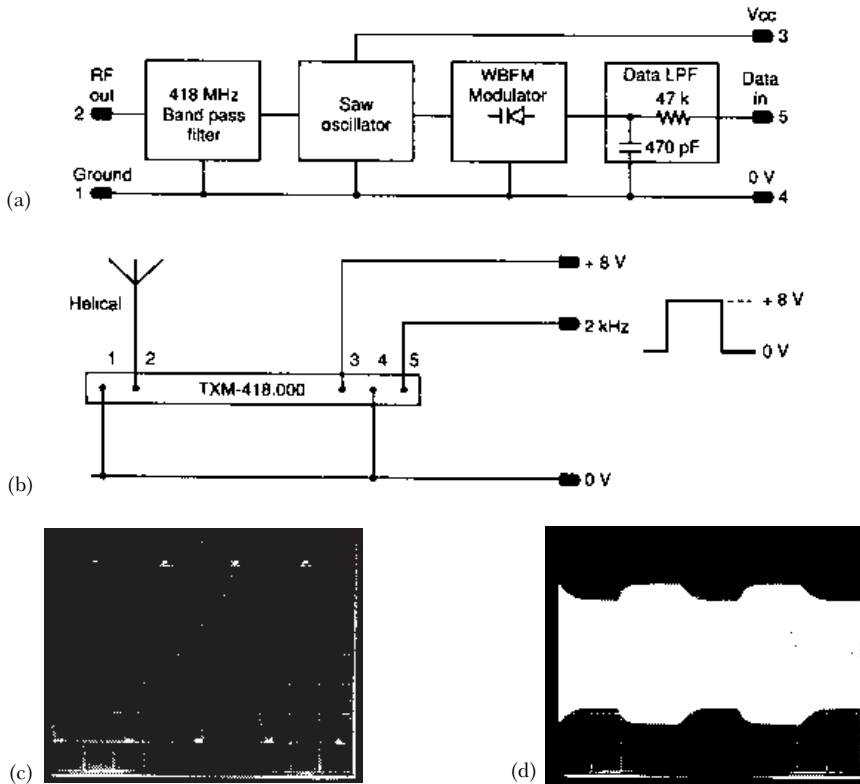 Vcc
3
RF
out
2
418 MHz
Band pass
filter
Saw
oscillator
WBFM
Modulator
Data LPF
47 k
470 pF
Data
in
5
Ground
1
0 V
4
(a)
Helical
+ 8 V
2 kHz
+ 8 V
0 V
1 2 3 4 5
TXM-418.000
0 V
(b)
(c)
(d)